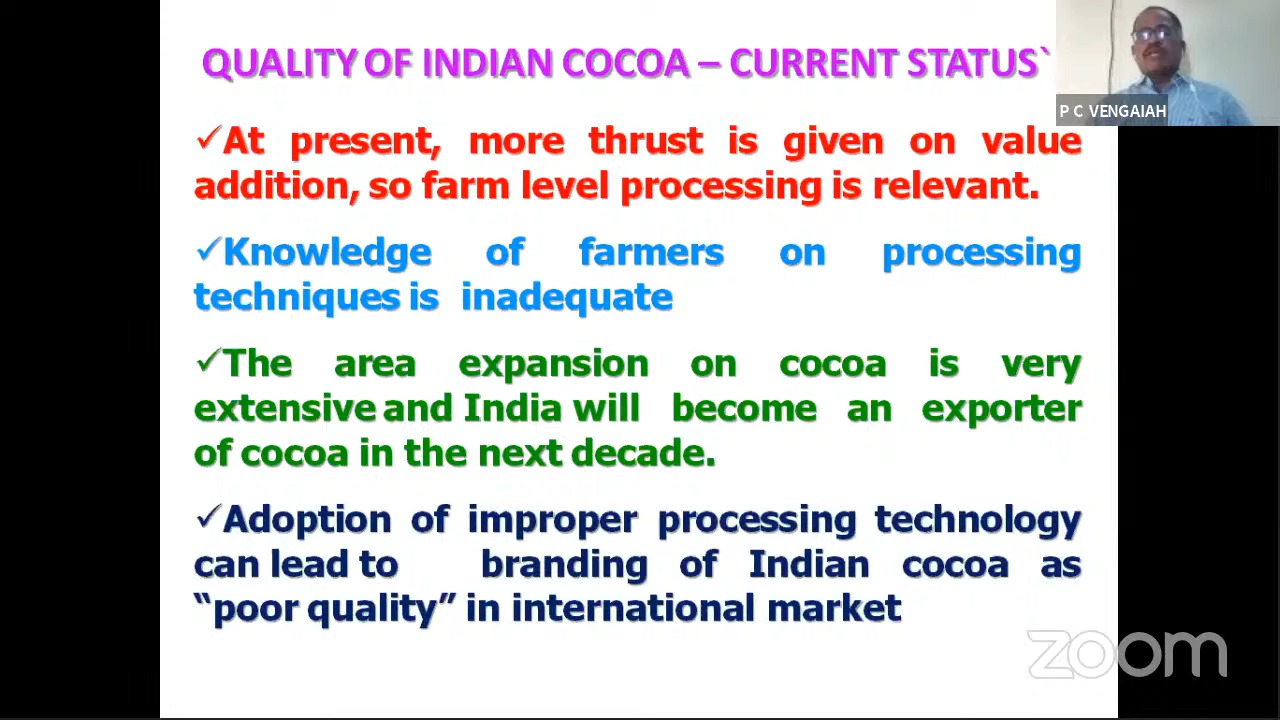 QUALITY OF INDIAN COCOA – CURRENT STATUS`
P C VENGAIAH
✓At present, more thrust is given on value
addition, so farm level processing is relevant.
✓Knowledge of farmers on processing
techniques is inadequate
✓The area expansion on cocoa is very
extensive and India will become an exporter
of cocoa in the next decade.
✓Adoption of improper processing technology
can lead to branding of Indian cocoa as
“poor quality” in international market
zoom